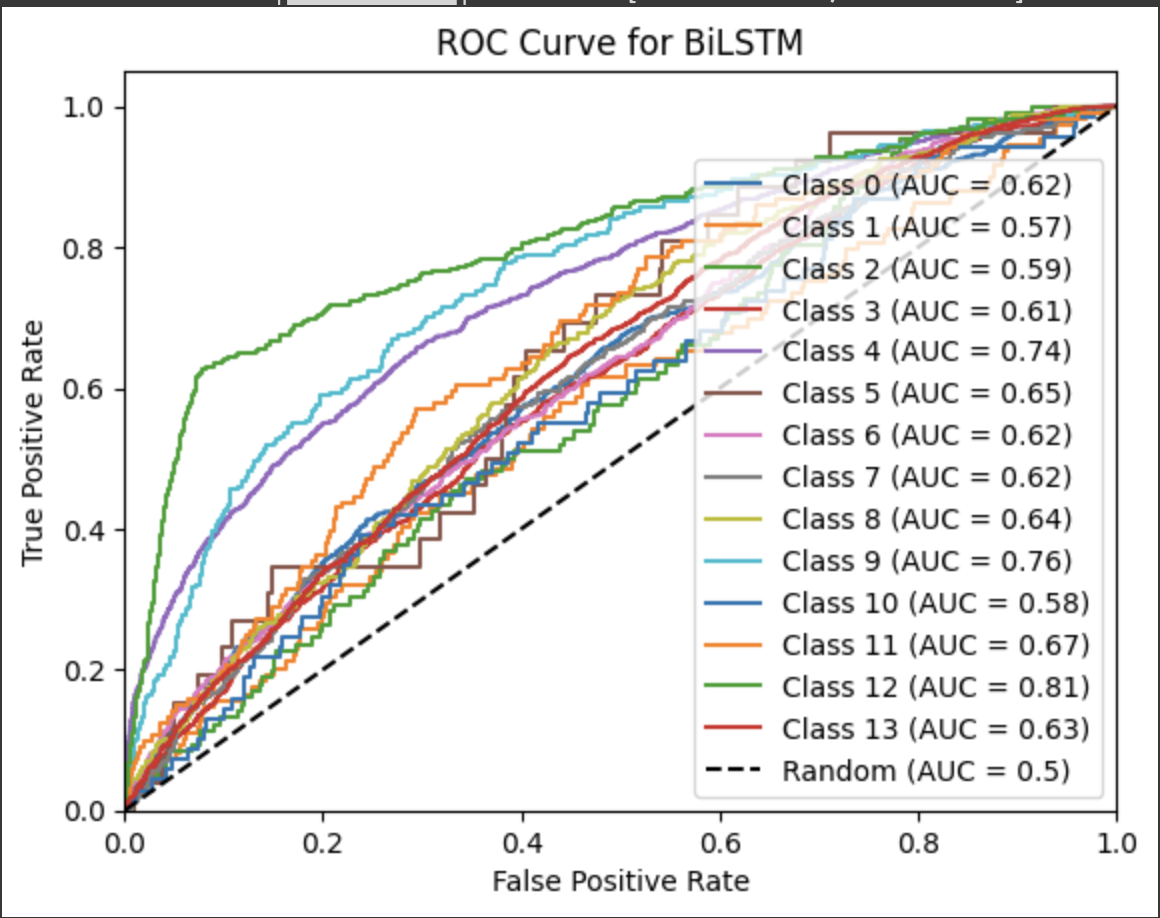 ROC Curve for BiLSTM
True Positive Rate
1.0
0.8
0.6
0.4
0.2
0.0
Class 0 (AUC = 0.62)
Class 1 (AUC = 0.57)
Class 2 (AUC = 0.59)
Class 3 (AUC = 0.61)
Class 4 (AUC = 0.74)
Class 5 (AUC = 0.65)
Class 6 (AUC = 0.62)
Class 7 (AUC = 0.62)
Class 8 (AUC = 0.64)
Class 9 (AUC = 0.76)
Class 10 (AUC = 0.58)
Class 11 (AUC = 0.67)
Class 12 (AUC = 0.81)
Class 13 (AUC = 0.63)
Random (AUC = 0.5)
0.0 0.2 0.4 0.6 0.8 1.0
False Positive Rate